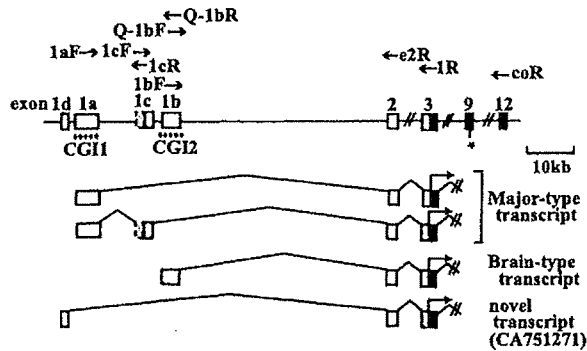 Q-1bR
Q-1bF
1aF 1cF 1cR e2R 1R coR
1bF
exon 1d 1a 1c 1b 2 3 9 12
CGI1 CGI2 *
10kb
Major-type
transcript
Brain-type
transcript
novel
transcript
(CA751271)